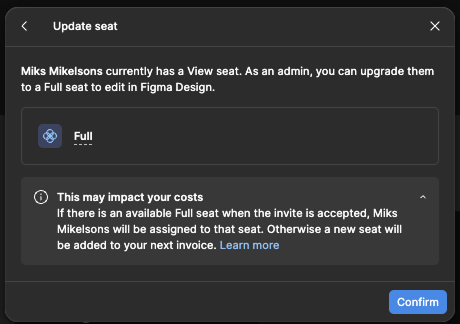 Update seat
Miks Mikelsons currently has a View seat. As an admin, you can upgrade them
to a Full seat to edit in Figma Design.
Full
This may impact your costs
If there is an available Full seat when the invite is accepted, Miks
Mikelsons will be assigned to that seat. Otherwise a new seat will
be added to your next invoice. Learn more
Confirm